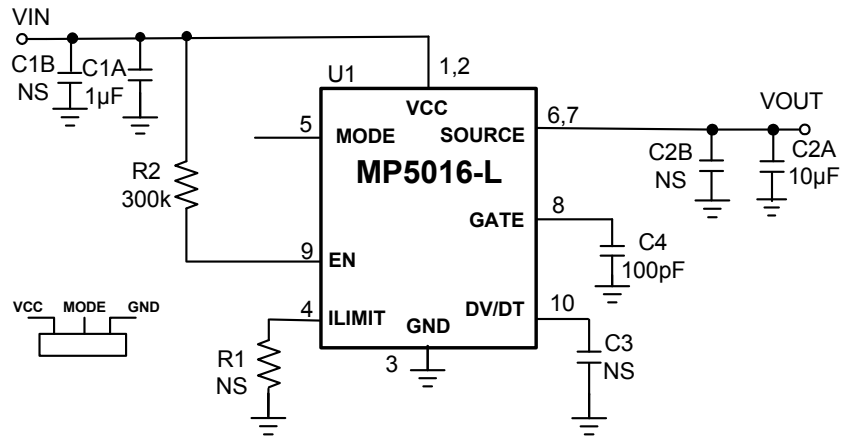 VIN
C1B
NS
C1A
1µF
U1
1,2
VCC
5
MODE
SOURCE
6,7
VOUT
MP5016-L
R2
300k
C2B
NS
C2A
10µF
GATE
8
9
EN
C4
100pF
VCC MODE GND
4
ILIMIT
GND
DV/DT
10
R1
NS
3
C3
NS